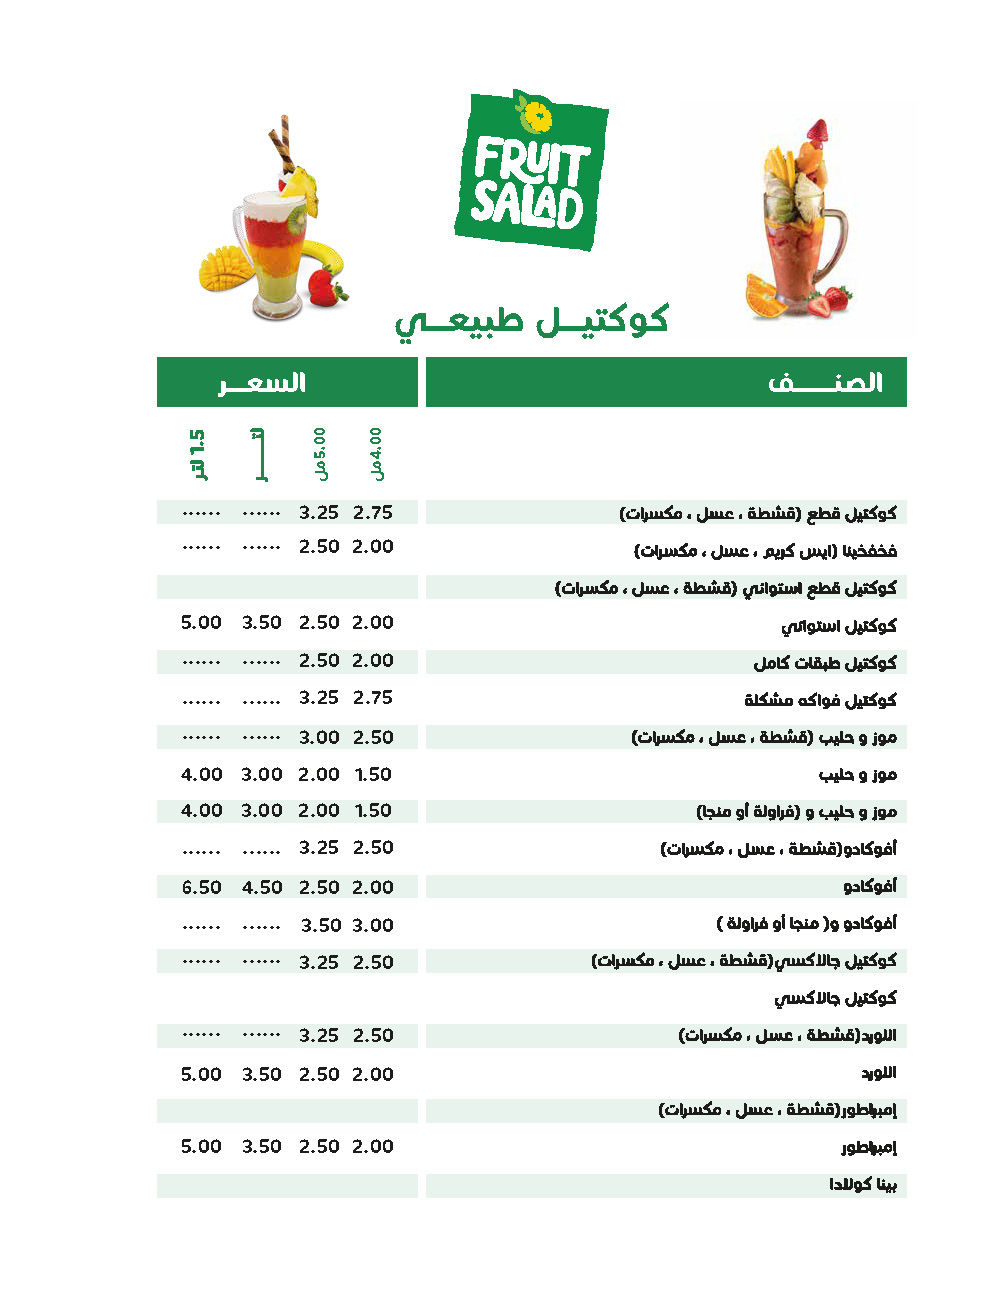 FRUIT
SALAD
كوكتيـــل طبيعـــي
الصنــــــف السعـــر
4.00مل 5.00مل لتـــــر 1.5 لتر
كوكتيل قطع (قشطة ، عسل ، مكسرات) 2.75 3.25 ...... ......
فخفخينا (ايس كريم ، عسل ، مكسرات) 2.00 2.50 ...... ......
كوكتيل قطع استوائي (قشطة ، عسل ، مكسرات)
كوكتيل استوائي 2.00 2.50 3.50 5.00
كوكتيل طبقات كامل 2.00 2.50 ...... ......
كوكتيل فواكه مشكلة 2.75 3.25 ...... ......
موز و حليب (قشطة ، عسل ، مكسرات) 2.50 3.00 ...... ......
موز و حليب 1.50 2.00 3.00 4.00
موز و حليب و (فراولة أو منجا) 1.50 2.00 3.00 4.00
أفوكادو(قشطة ، عسل ، مكسرات) 2.50 3.25 ...... ......
أفوكادو 2.00 2.50 4.50 6.50
أفوكادو و( منجا أو فراولة ) 3.00 3.50 ...... ......
كوكتيل جالاكسي(قشطة ، عسل ، مكسرات) 2.50 3.25 ...... ......
كوكتيل جالاكسي
اللورد(قشطة ، عسل ، مكسرات) 2.50 3.25 ...... ......
اللورد 2.00 2.50 3.50 5.00
إمبراطور(قشطة ، عسل ، مكسرات)
إمبراطور 2.00 2.50 3.50 5.00
بينا كولادا